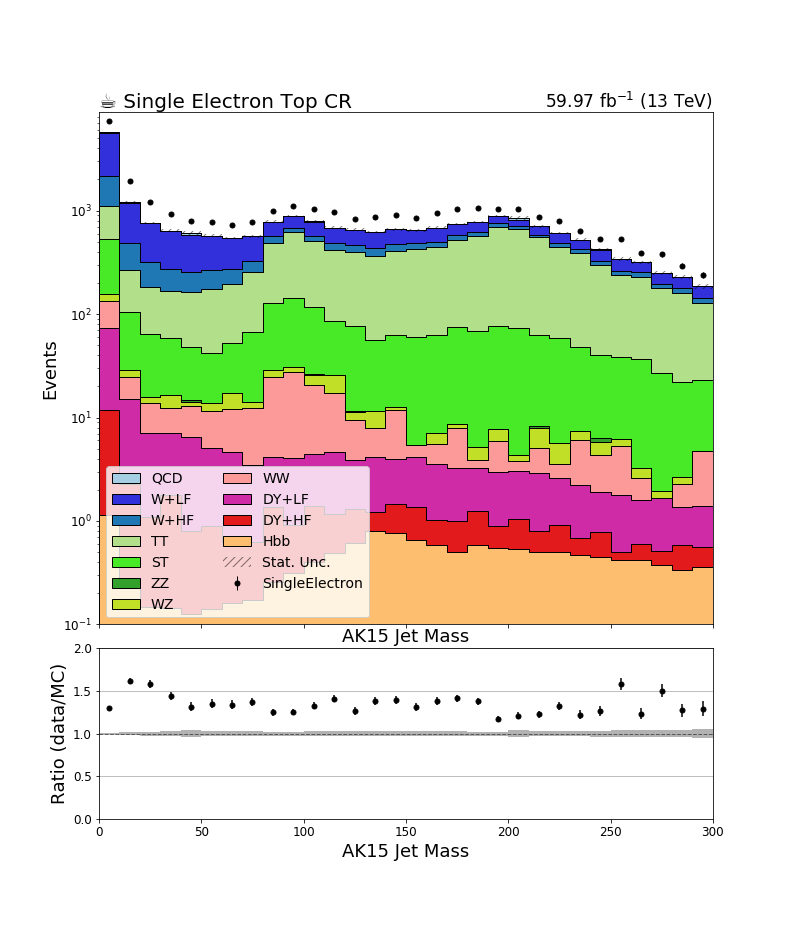 ☕ Single Electron Top CR 59.97 fb⁻¹ (13 TeV)
Events
10³
10²
10¹
10⁰
10⁻¹
QCD WW
W+LF DY+LF
W+HF DY+HF
TT Hbb
ST Stat. Unc.
ZZ SingleElectron
WZ
AK15 Jet Mass
Ratio (data/MC)
2.0
1.5
1.0
0.5
0.0
0 50 100 150 200 250 300
AK15 Jet Mass